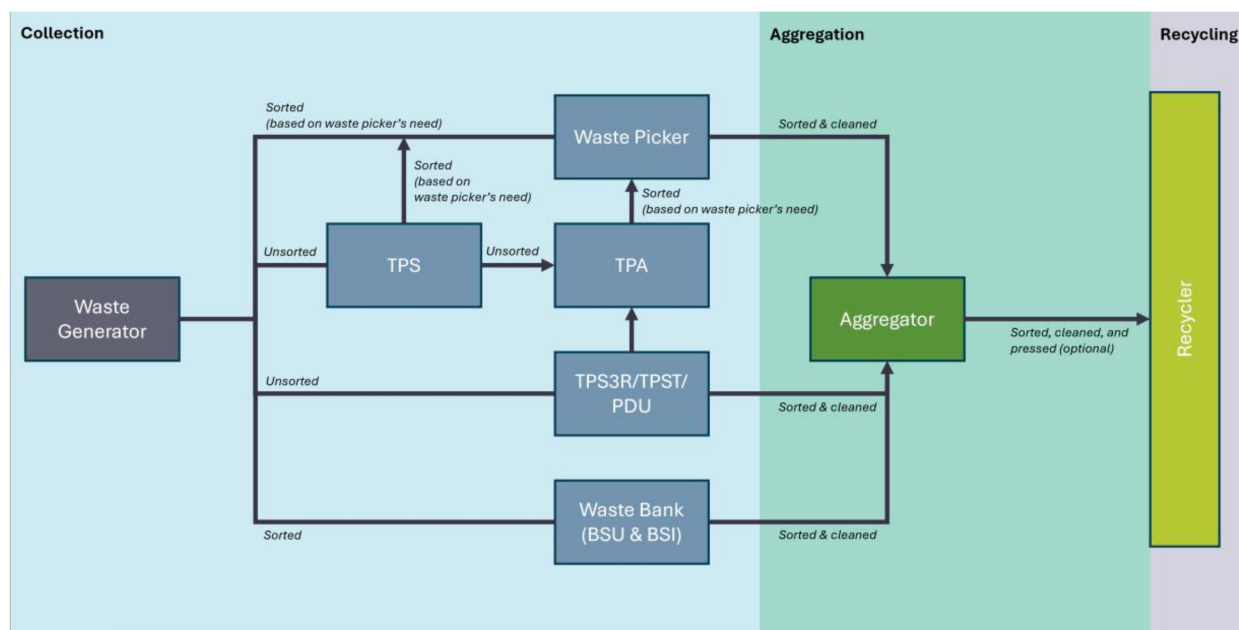 Collection
Aggregation
Recycling
Sorted
(based on waste picker's need)
Waste Picker
Sorted & cleaned
Sorted
(based on
waste picker's need)
Sorted
(based on waste picker's need)
Unsorted
TPS
Unsorted
TPA
Waste
Generator
Aggregator
Sorted, cleaned, and
pressed (optional)
Recycler
Unsorted
TPS3R/TPST/
PDU
Sorted & cleaned
Sorted
Waste Bank
(BSU & BSI)
Sorted & cleaned